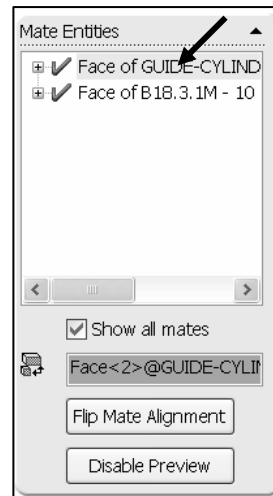 Mate Entities
Face of GUIDE-CYLIND
Face of B18.3.1M - 10
Show all mates
Face<2>@GUIDE-CYLIN
Flip Mate Alignment
Disable Preview